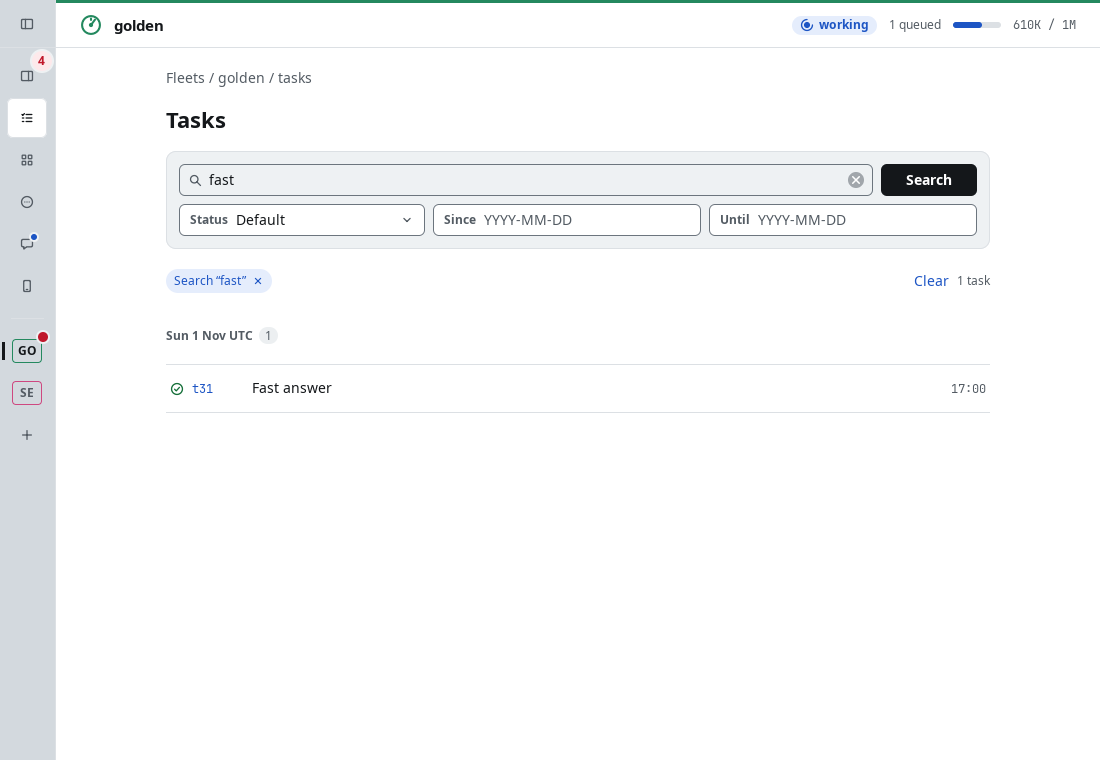 golden
working
1 queued
610K / 1M
4
Fleets / golden / tasks
Tasks
fast
Search
Status Default
Since YYYY-MM-DD
Until YYYY-MM-DD
Search “fast” ✕
Clear 1 task
Sun 1 Nov UTC 1
GO
t31 Fast answer 17:00
SE